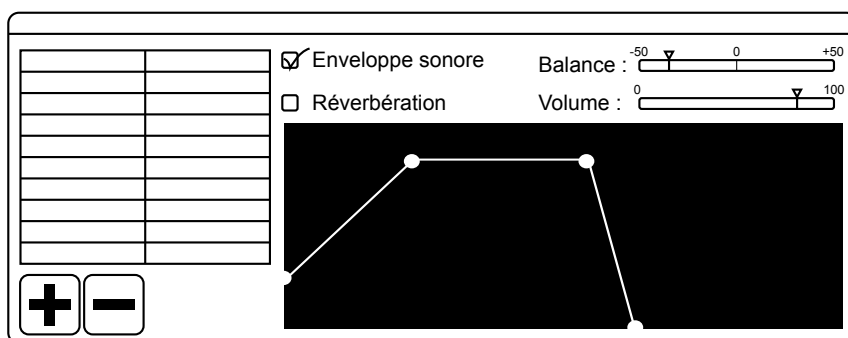 Enveloppe sonore
Balance :
-50 0 +50
Réverbération
Volume :
0 100